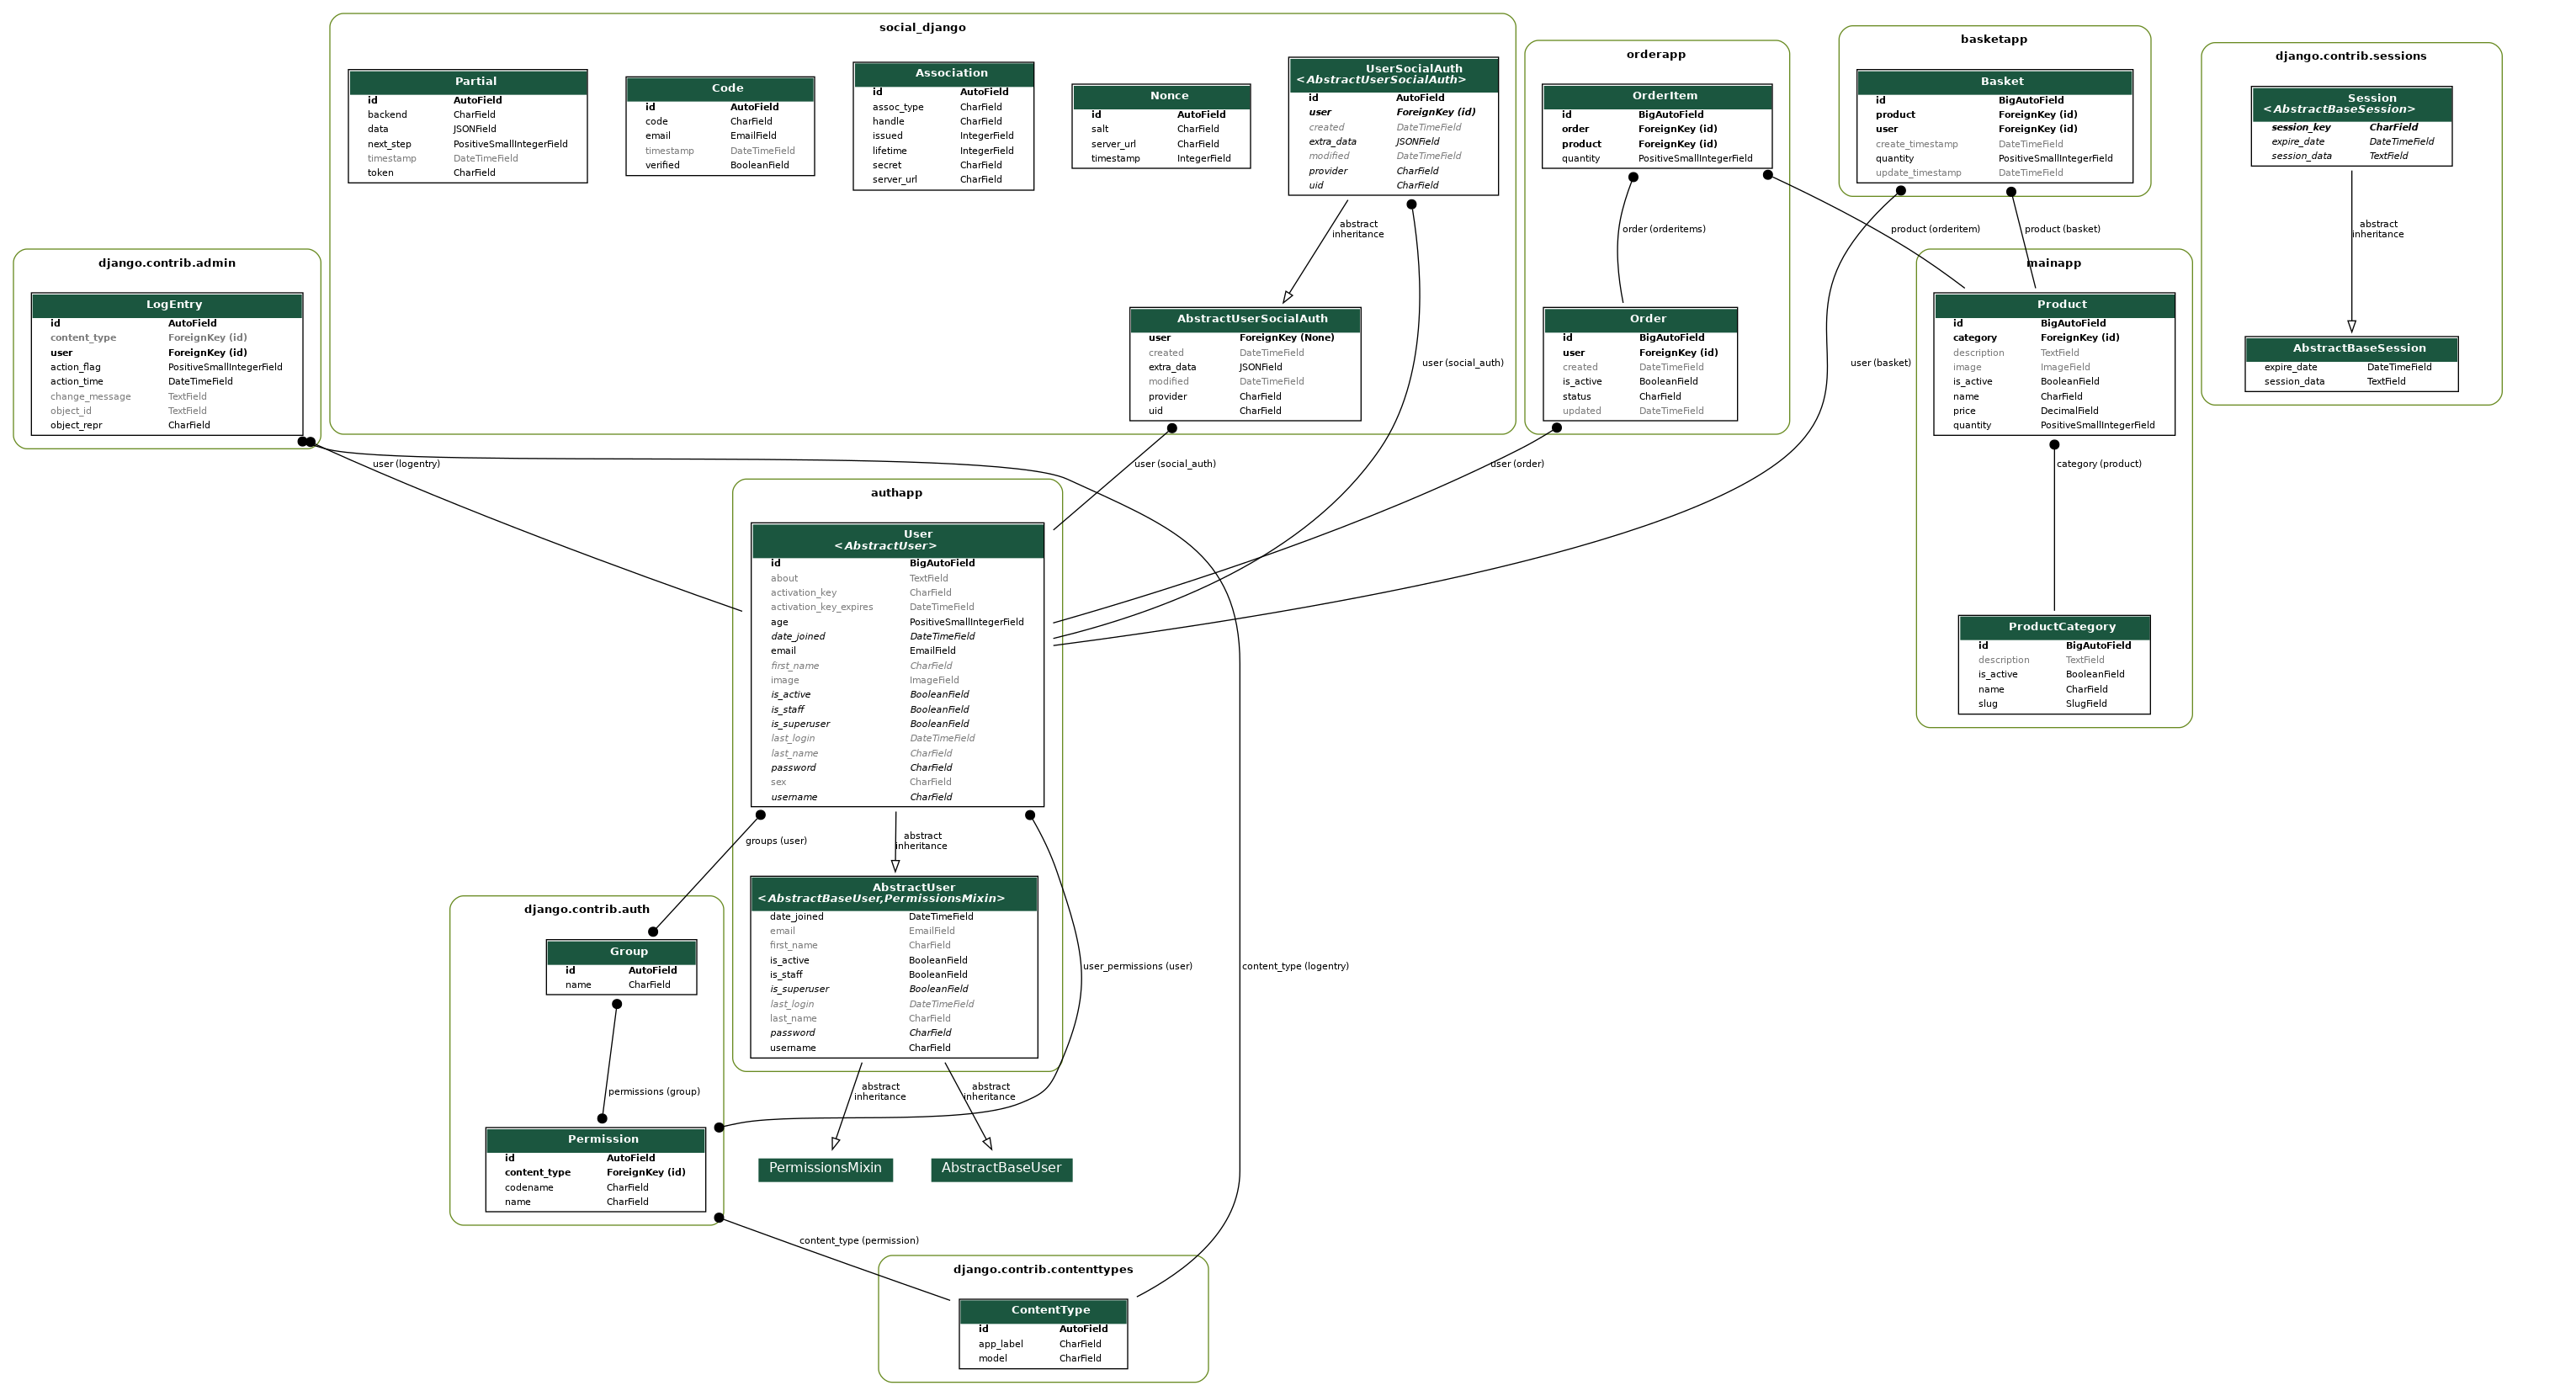 social_django
Partial
id AutoField
backend CharField
data JSONField
next_step PositiveSmallIntegerField
timestamp DateTimeField
token CharField
Code
id AutoField
code CharField
email EmailField
timestamp DateTimeField
verified BooleanField
Association
id AutoField
assoc_type CharField
handle CharField
issued IntegerField
lifetime IntegerField
secret CharField
server_url CharField
Nonce
id AutoField
salt CharField
server_url CharField
timestamp IntegerField
UserSocialAuth
<AbstractUserSocialAuth>
id AutoField
user ForeignKey (id)
created DateTimeField
extra_data JSONField
modified DateTimeField
provider CharField
uid CharField
abstract
inheritance
AbstractUserSocialAuth
user ForeignKey (None)
created DateTimeField
extra_data JSONField
modified DateTimeField
provider CharField
uid CharField
user (social_auth)
user (social_auth)
orderapp
OrderItem
id BigAutoField
order ForeignKey (id)
product ForeignKey (id)
quantity PositiveSmallIntegerField
order (orderitems)
Order
id BigAutoField
user ForeignKey (id)
created DateTimeField
is_active BooleanField
status CharField
updated DateTimeField
user (order)
product (orderitem)
basketapp
Basket
id BigAutoField
product ForeignKey (id)
user ForeignKey (id)
create_timestamp DateTimeField
quantity PositiveSmallIntegerField
update_timestamp DateTimeField
product (basket)
user (basket)
django.contrib.sessions
Session
<AbstractBaseSession>
session_key CharField
expire_date DateTimeField
session_data TextField
abstract
inheritance
AbstractBaseSession
expire_date DateTimeField
session_data TextField
django.contrib.admin
LogEntry
id AutoField
content_type ForeignKey (id)
user ForeignKey (id)
action_flag PositiveSmallIntegerField
action_time DateTimeField
change_message TextField
object_id TextField
object_repr CharField
user (logentry)
mainapp
Product
id BigAutoField
category ForeignKey (id)
description TextField
image ImageField
is_active BooleanField
name CharField
price DecimalField
quantity PositiveSmallIntegerField
category (product)
ProductCategory
id BigAutoField
description TextField
is_active BooleanField
name CharField
slug SlugField
authapp
User
<AbstractUser>
id BigAutoField
about TextField
activation_key CharField
activation_key_expires DateTimeField
age PositiveSmallIntegerField
date_joined DateTimeField
email EmailField
first_name CharField
image ImageField
is_active BooleanField
is_staff BooleanField
is_superuser BooleanField
last_login DateTimeField
last_name CharField
password CharField
sex CharField
username CharField
groups (user)
abstract
inheritance
AbstractUser
<AbstractBaseUser,PermissionsMixin>
date_joined DateTimeField
email EmailField
first_name CharField
is_active BooleanField
is_staff BooleanField
is_superuser BooleanField
last_login DateTimeField
last_name CharField
password CharField
username CharField
user_permissions (user)
content_type (logentry)
abstract
inheritance
abstract
inheritance
PermissionsMixin
AbstractBaseUser
django.contrib.auth
Group
id AutoField
name CharField
permissions (group)
Permission
id AutoField
content_type ForeignKey (id)
codename CharField
name CharField
content_type (permission)
django.contrib.contenttypes
ContentType
id AutoField
app_label CharField
model CharField